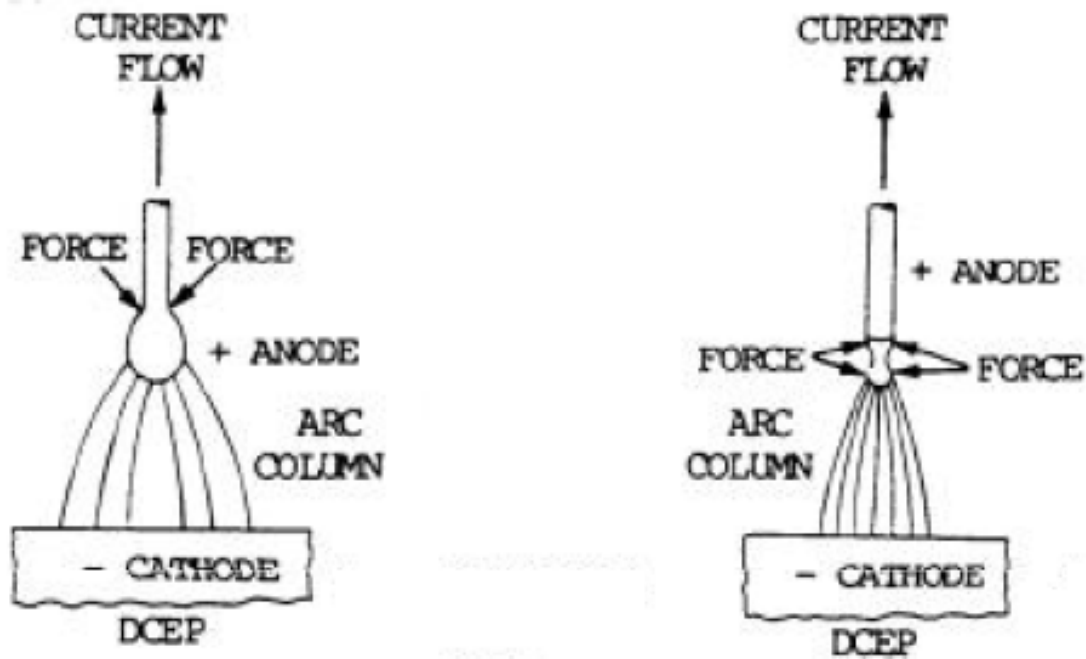 CURRENT
FLOW
FORCE FORCE
+ ANODE
ARC
COLUMN
- CATHODE
DCEP
CURRENT
FLOW
+ ANODE
FORCE FORCE
ARC
COLUMN
- CATHODE
DCEP